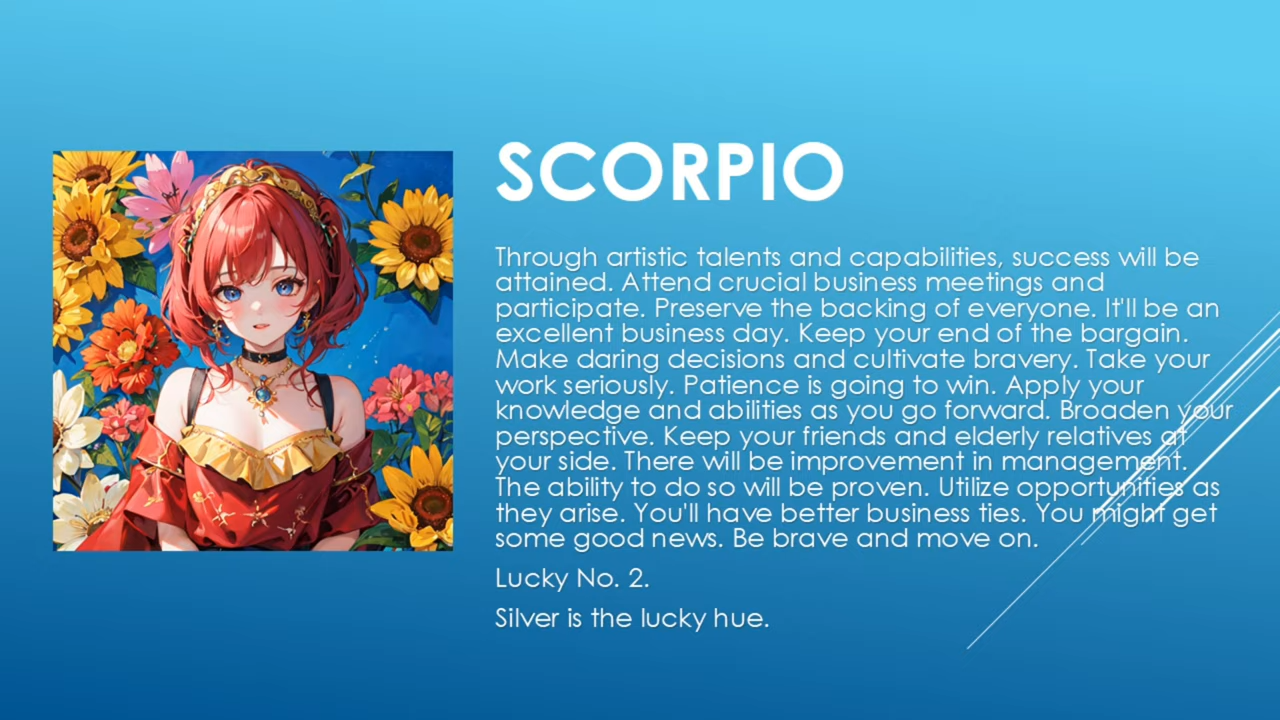 SCORPIO
Through artistic talents and capabilities, success will be
attained. Attend crucial business meetings and
participate. Preserve the backing of everyone. It'll be an
excellent business day. Keep your end of the bargain.
Make daring decisions and cultivate bravery. Take your
work seriously. Patience is going to win. Apply your
knowledge and abilities as you go forward. Broaden your
perspective. Keep your friends and elderly relatives at
your side. There will be improvement in management.
The ability to do so will be proven. Utilize opportunities as
they arise. You'll have better business ties. You might get
some good news. Be brave and move on.
Lucky No. 2.
Silver is the lucky hue.